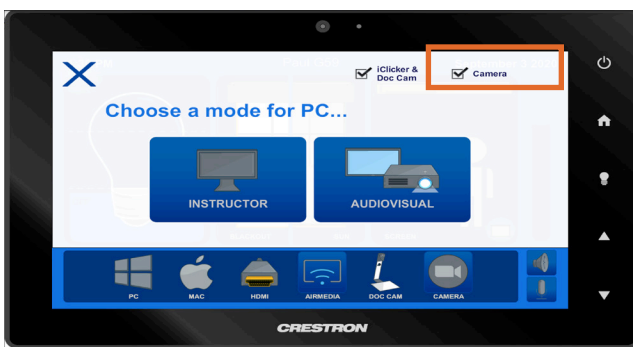 iClicker &
Doc Cam
Camera
Choose a mode for PC...
INSTRUCTOR
AUDIOVISUAL
PC
MAC
HDMI
AIRMEDIA
DOC CAM
CAMERA
CRESTRON